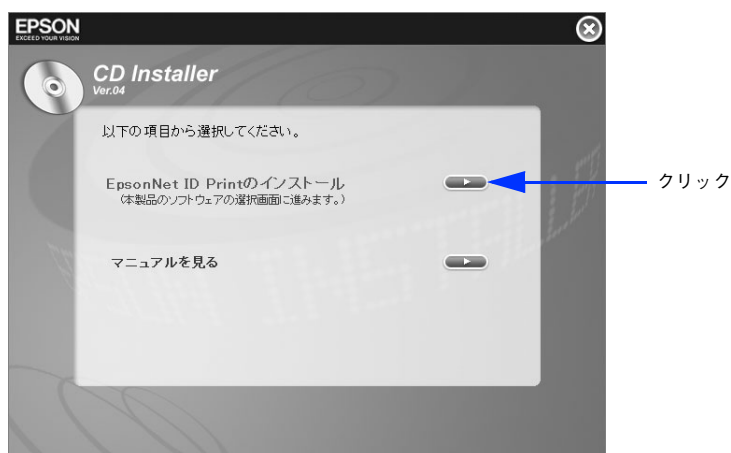 EPSON
EXCEED YOUR VISION
CD Installer
Ver.04
以下の項目から選択してください。
EpsonNet ID Printのインストール
(本製品のソフトウェアの選択画面に進みます。)
クリック
マニュアルを見る